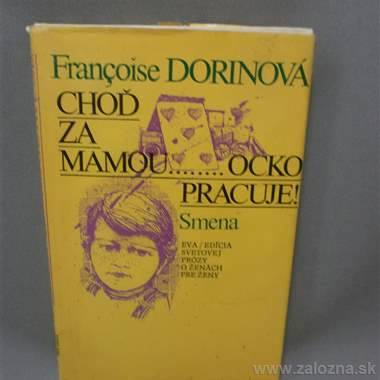 Françoise DORINOVÁ
CHOĎ
ZA
MAMOU........OCKO
PRACUJE!
Smena
EVA/EDÍCIA
SVETOVEJ
PRÓZY
O ŽENÁCH
PRE ŽENY
www.zalozna.sk